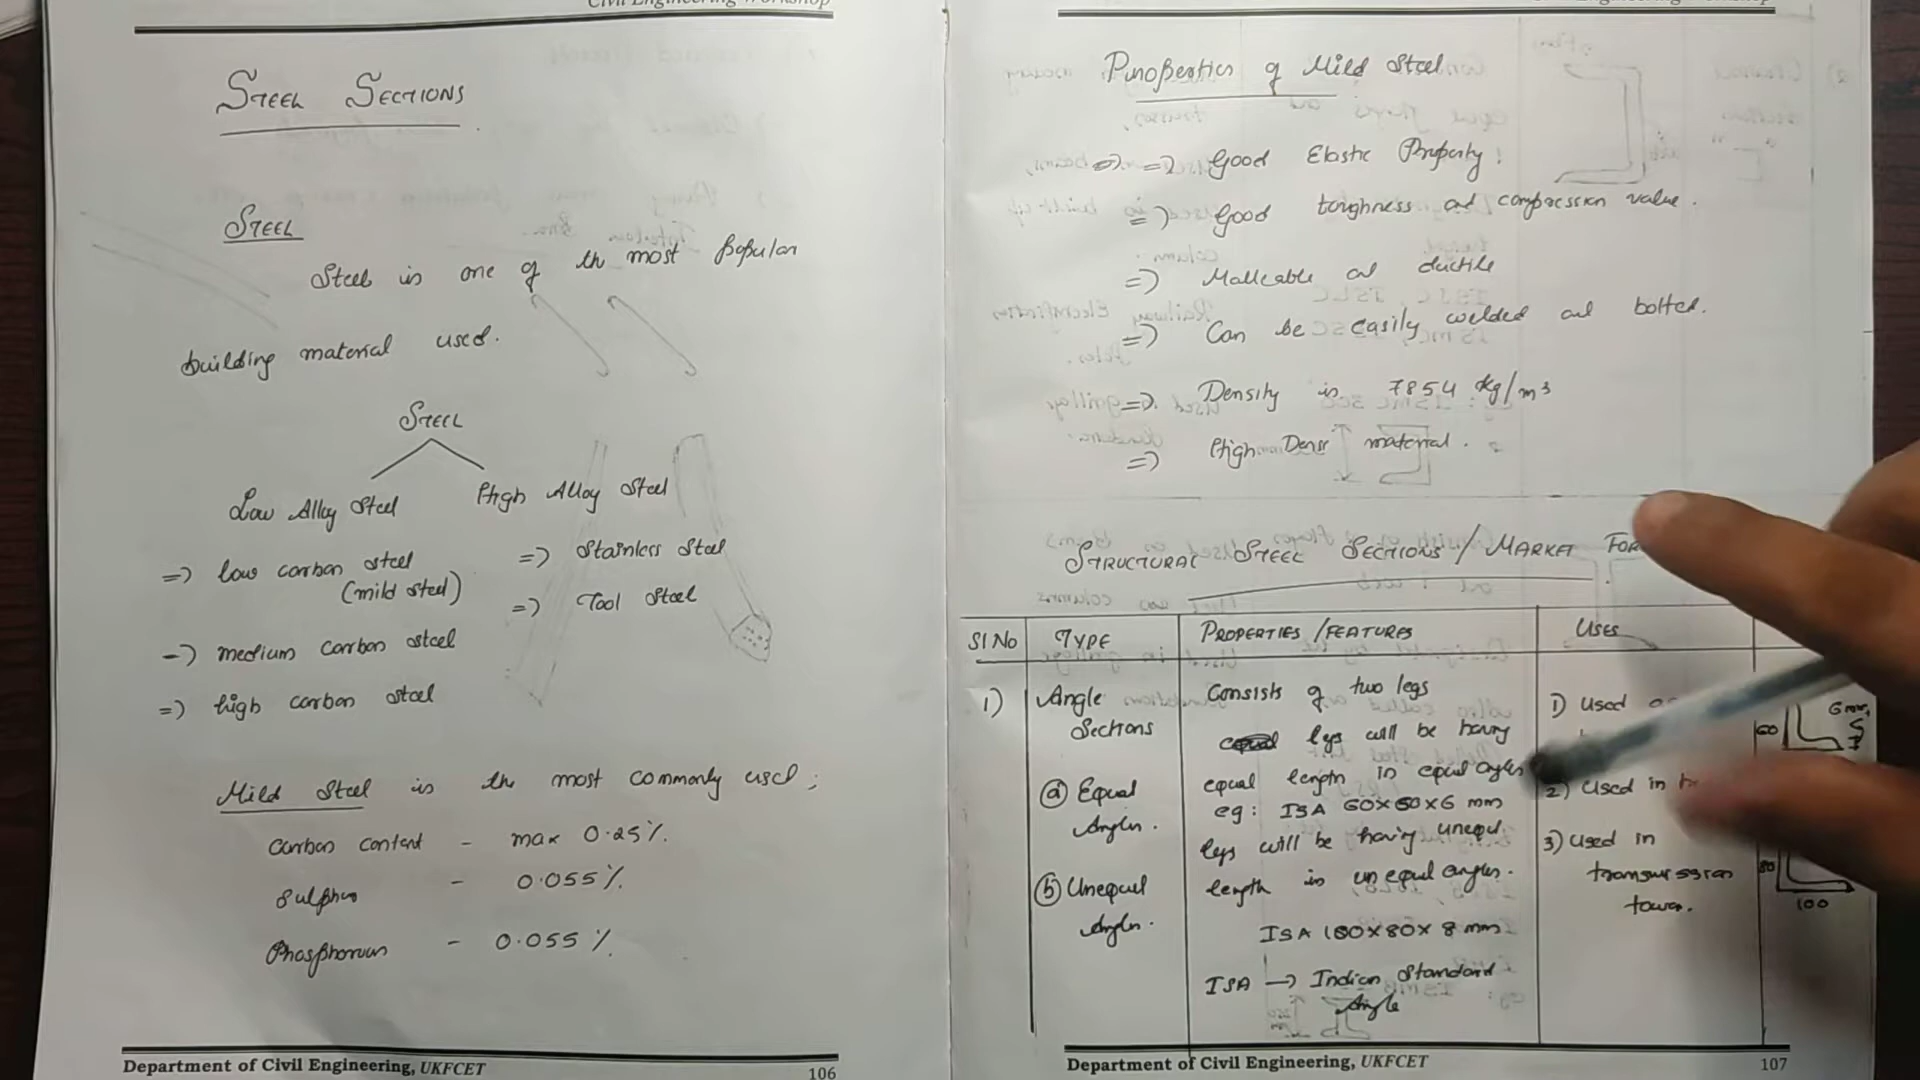 STEEL SECTIONS
STEEL
Steel is one of the most popular
building material used.
STEEL
Low Alloy Steel
High Alloy Steel
=> low carbon steel
(mild steel)
-> medium carbon steel
=> high carbon steel
=> Stainless Steel
=> Tool Steel
Mild Steel is the most commonly used;
Carbon content - max 0.25%.
Sulphur - 0.055%.
Phosphorus - 0.055%.
Department of Civil Engineering, UKFCET
106
Properties of Mild Steel
=> Good Elastic Property!
=> Good toughness and compression value.
=> Malleable and ductile
=> Can be easily welded and bolted.
=> Density is 7854 kg/m³
=> High Dense material.
STRUCTURAL STEEL SECTIONS / MARKET
Sl No
TYPE
PROPERTIES/FEATURES
USES
1)
Angle
Sections
(a) Equal
Angles.
(b) Unequal
Angles.
Consists of two legs
legs will be having
equal length in equal angles
eg: ISA 60x60x6 mm
legs will be having unequal
length in unequal angles.
ISA 100x80x8 mm
ISA -> Indian Standard
Angle
1) Used
2) Used in
3) Used in
transmission
tower.
60
6mm
80
100
Department of Civil Engineering, UKFCET
107